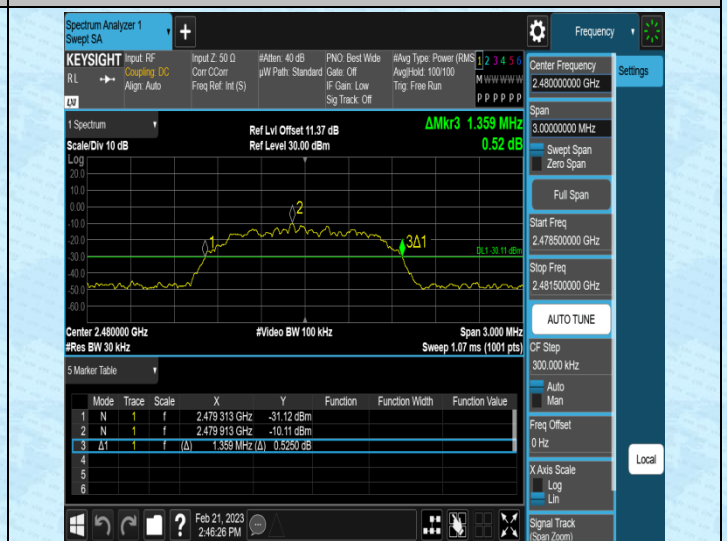 Spectrum Analyzer 1
Swept SA
+
Frequency
KEYSIGHT Input: RF
RL
Coupling: DC
Align: Auto
Input Z: 50 Ω
Corr CCorr
Freq Ref: Int (S)
#Atten: 40 dB
µW Path: Standard
PNO: Best Wide
Gate: Off
IF Gain: Low
Sig Track: Off
#Avg Type: Power (RMS
Avg|Hold: 100/100
Trig: Free Run
1 2 3 4 5 6
M W W W W W
P P P P P P
1 Spectrum
Scale/Div 10 dB
Ref Lvl Offset 11.37 dB
Ref Level 30.00 dBm
ΔMkr3 1.359 MHz
0.52 dB
Log
20.0
10.0
0.00
-10.0
-20.0
-30.0
-40.0
-50.0
-60.0
1
2
3Δ1
DL1 -30.11 dBm
Center 2.480000 GHz
#Res BW 30 kHz
#Video BW 100 kHz
Span 3.000 MHz
Sweep 1.07 ms (1001 pts)
5 Marker Table
Mode Trace Scale X Y Function Function Width Function Value
1 N 1 f 2.479 313 GHz -31.12 dBm
2 N 1 f 2.479 913 GHz -10.11 dBm
3 Δ1 1 f (Δ) 1.359 MHz (Δ) 0.5250 dB
4
5
6
Feb 21, 2023
2:46:26 PM
?
Center Frequency
2.480000000 GHz
Settings
Span
3.00000000 MHz
Swept Span
Zero Span
Full Span
Start Freq
2.478500000 GHz
Stop Freq
2.481500000 GHz
AUTO TUNE
CF Step
300.000 kHz
Auto
Man
Freq Offset
0 Hz
X Axis Scale
Log
Lin
Local
Signal Track
(Span Zoom)